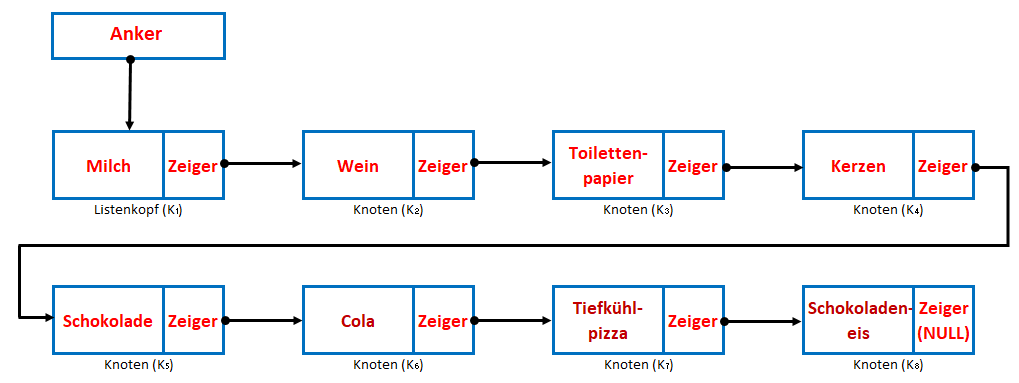 Anker
Milch Zeiger
Wein Zeiger
Toiletten-
papier
Zeiger
Kerzen Zeiger
Listenkopf (K₁)
Knoten (K₂)
Knoten (K₃)
Knoten (K₄)
Schokolade Zeiger
Cola Zeiger
Tiefkühl-
pizza
Zeiger
Schokoladen-
eis
Zeiger
(NULL)
Knoten (K₅)
Knoten (K₆)
Knoten (K₇)
Knoten (K₈)